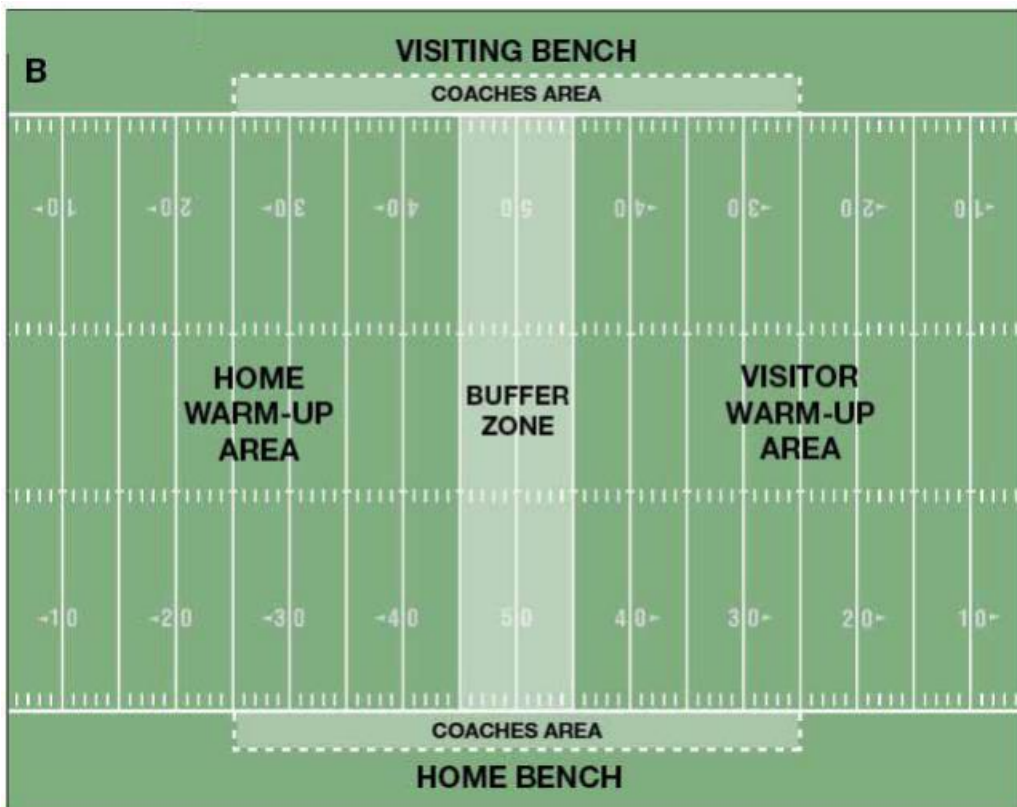 B
VISITING BENCH
COACHES AREA
10 20 30 40 50 40 30 20 10
HOME
WARM-UP
AREA
BUFFER
ZONE
VISITOR
WARM-UP
AREA
10 20 30 40 50 40 30 20 10
COACHES AREA
HOME BENCH